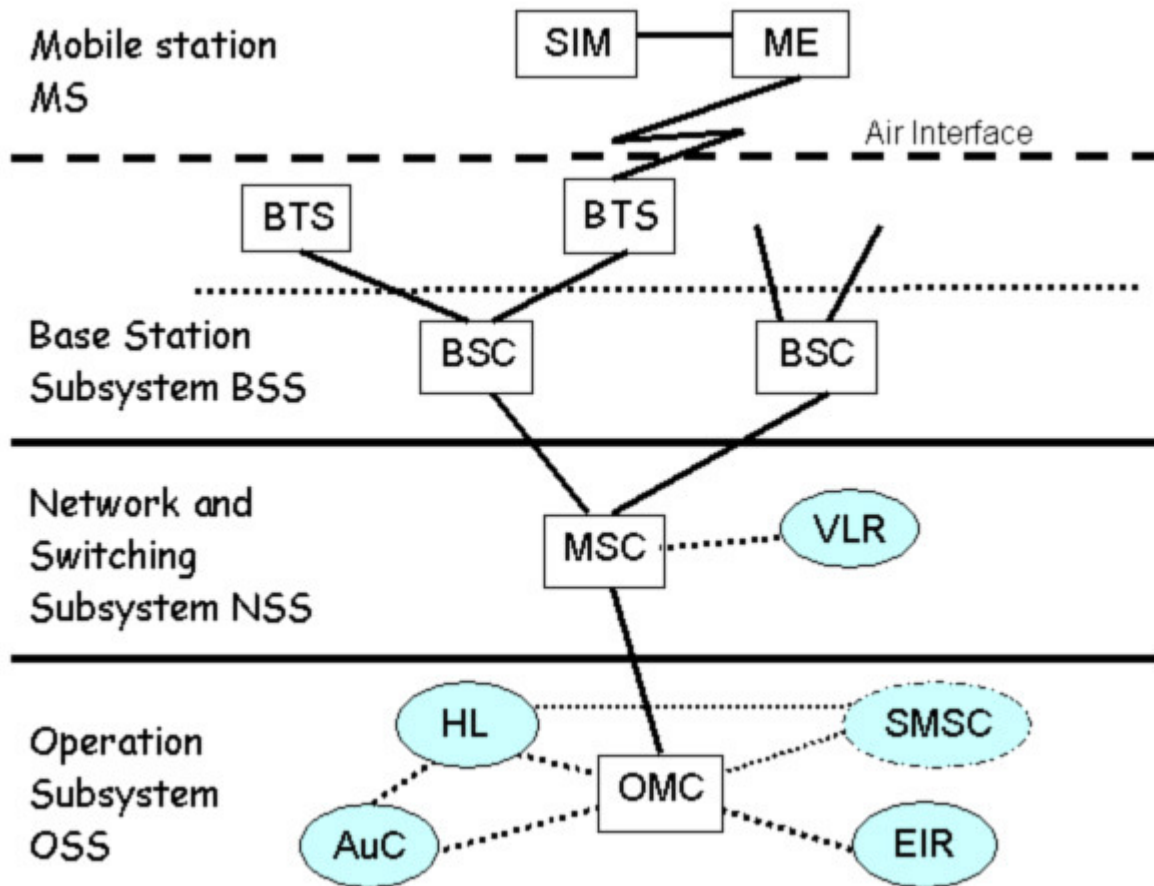 Mobile station
MS
SIM
ME
Air Interface
BTS
BTS
Base Station
Subsystem BSS
BSC
BSC
Network and
Switching
Subsystem NSS
MSC
VLR
Operation
Subsystem
OSS
HL
SMSC
OMC
AuC
EIR